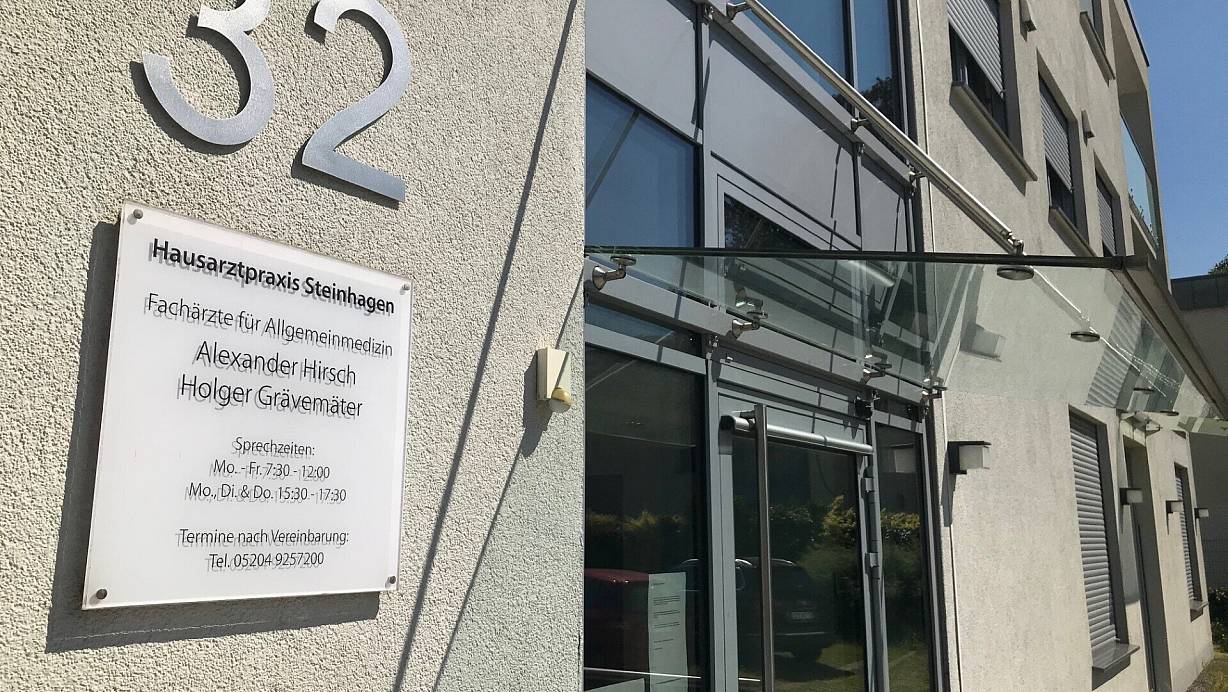 32
Hausarztpraxis Steinhagen
Fachärzte für Allgemeinmedizin
Alexander Hirsch
Holger Grävemäter
Sprechzeiten:
Mo. - Fr. 7:30 - 12:00
Mo., Di. & Do. 15:30 - 17:30
Termine nach Vereinbarung:
Tel. 05204 9257200